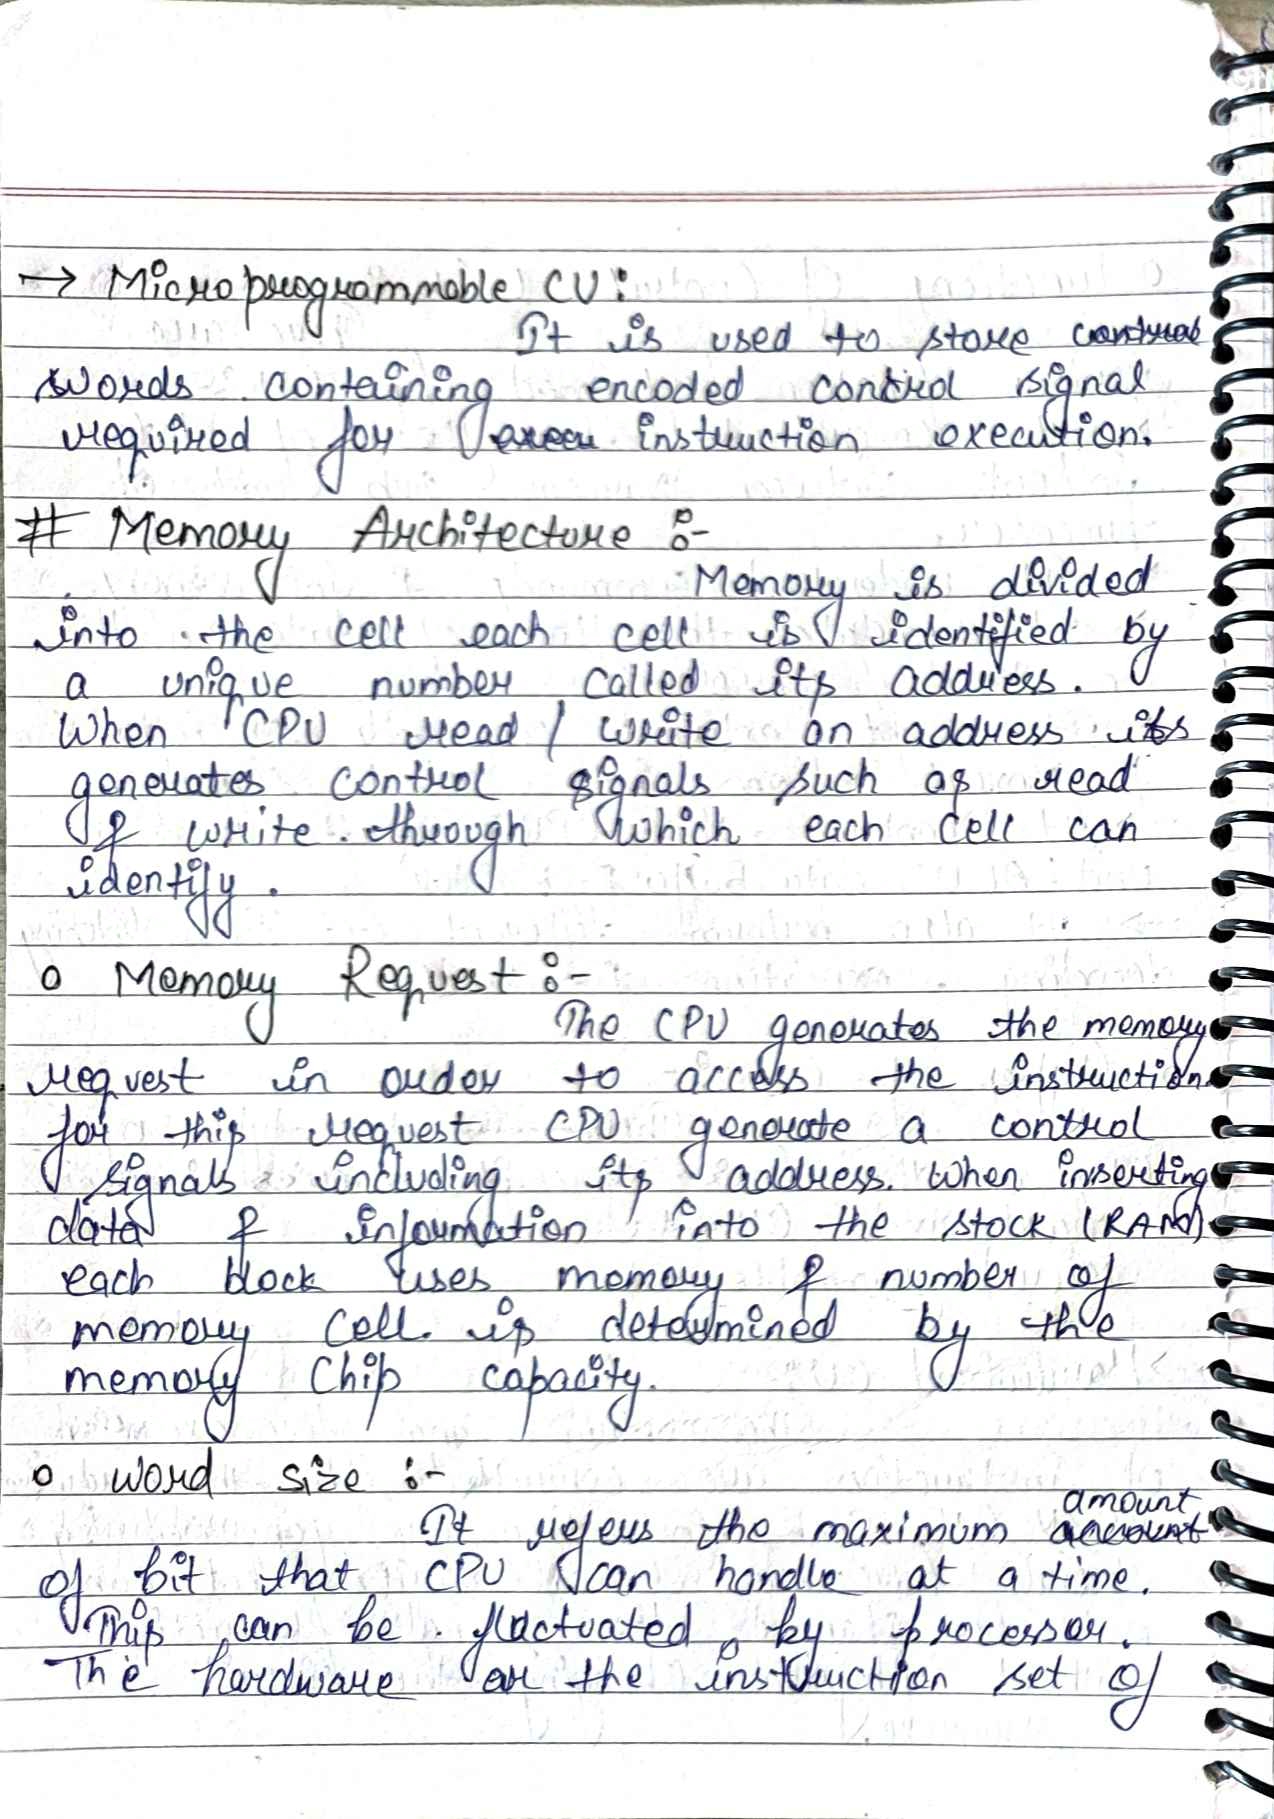 → Microprogrammable CU:
It is used to store control
words containing encoded control signal
required for instruction execution.
# Memory Architecture :-
Memory is divided
into the cell each cell is identified by
a unique number called its address.
When CPU read / write an address its
generates control signals such as read
& write through which each cell can
identify.
o Memory Request :-
The CPU generates the memory
request in order to access the instruction.
for this request CPU generate a control
signals including its address. When inserting
data & information into the stock (RAM)
each block uses memory & number of
memory cell. is determined by the
memory Chip capacity.
o word size :-
It refers the maximum amount
of bit that CPU can handle at a time.
This can be fluctuated by processor.
The hardware or the instruction set of